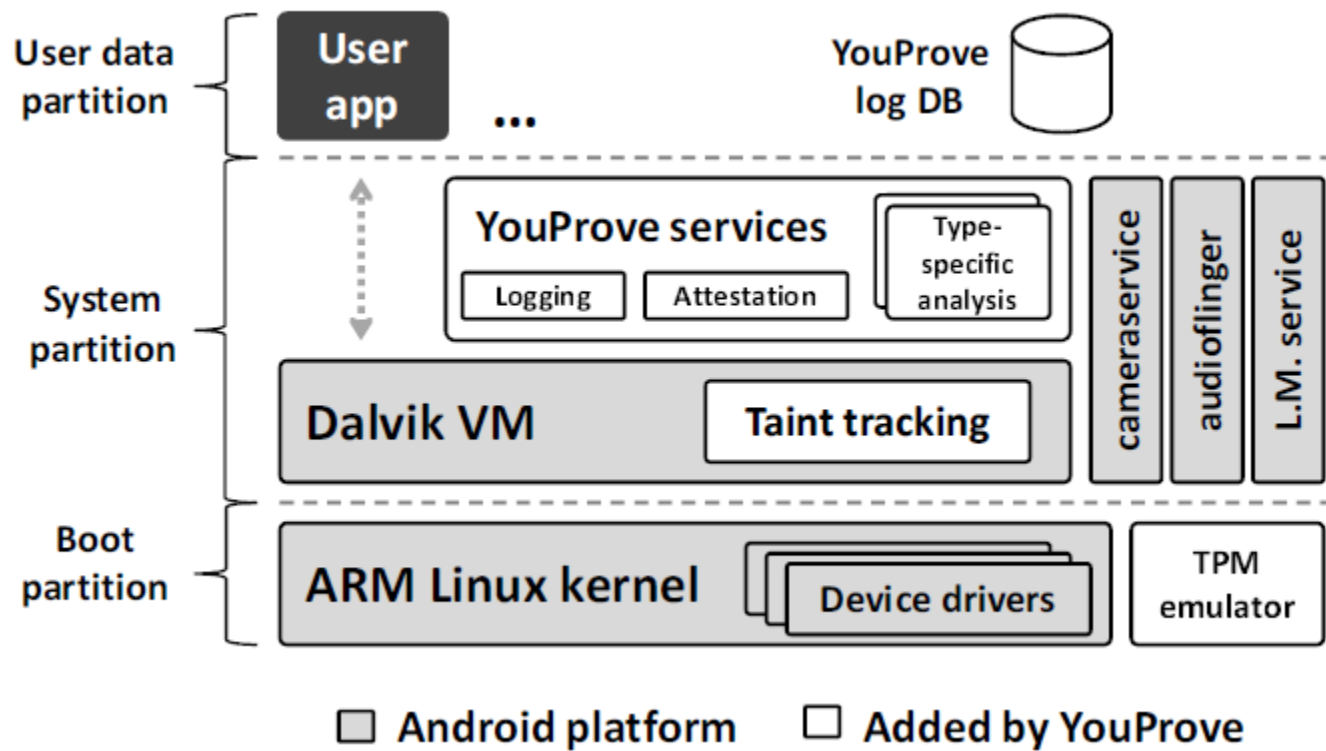 User data
partition
User
app
...
YouProve
log DB
System
partition
YouProve services
Logging
Attestation
Type-
specific
analysis
cameraservice
audioflinger
L.M. service
Dalvik VM
Taint tracking
Boot
partition
ARM Linux kernel
Device drivers
TPM
emulator
Android platform
Added by YouProve